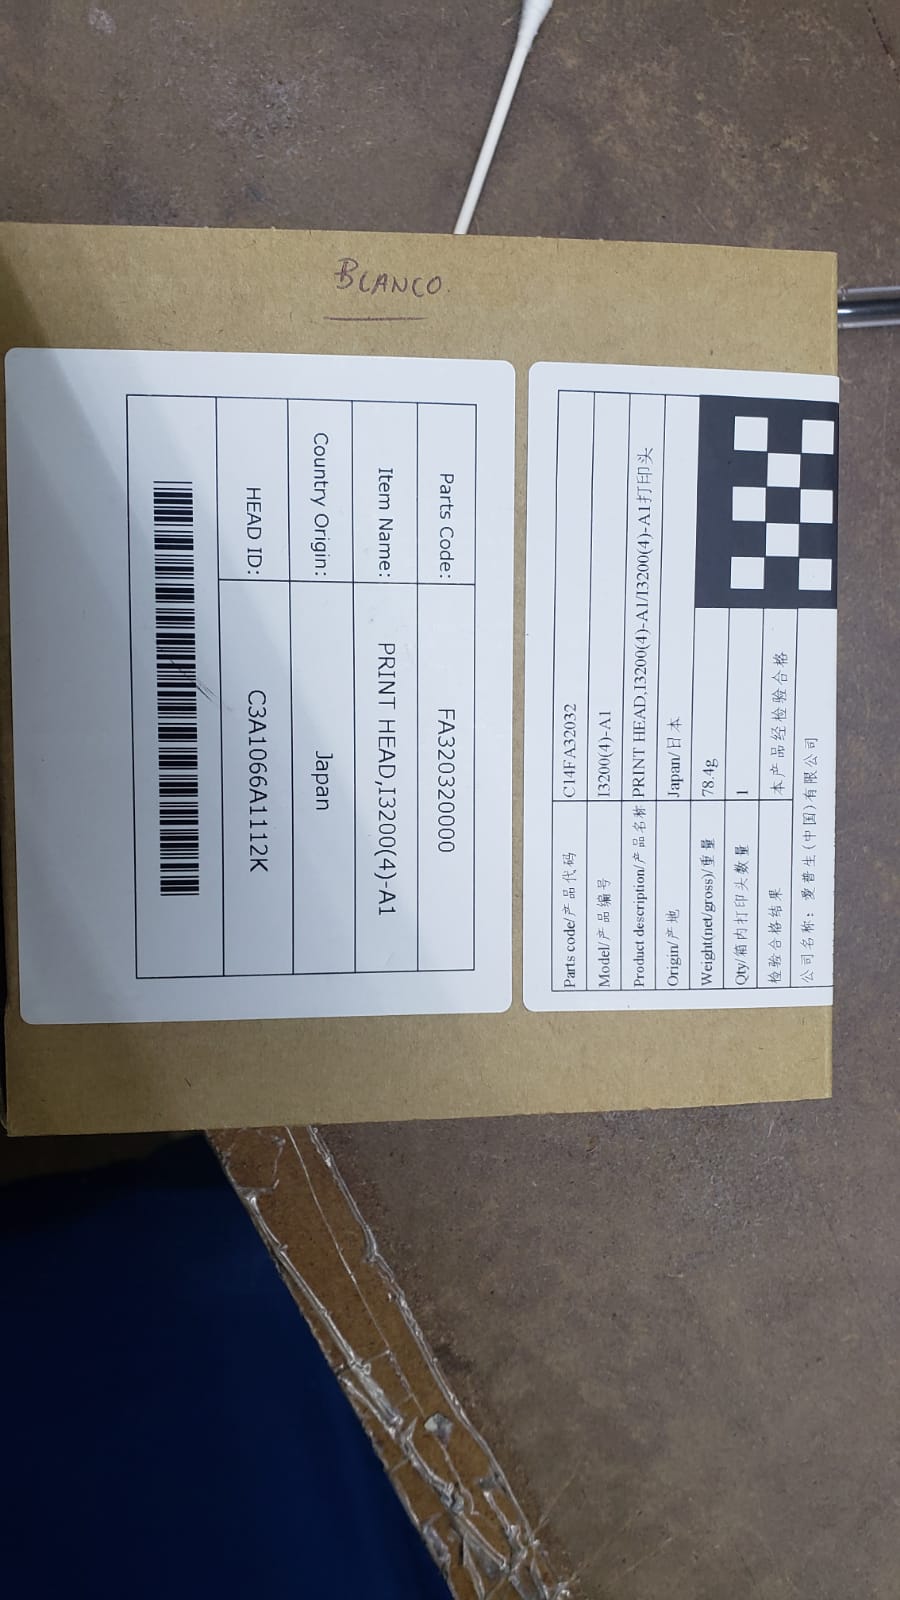 BLANCO.
Parts Code: FA320320000
Item Name: PRINT HEAD,I3200(4)-A1
Country Origin: Japan
HEAD ID: C3A1066A1112K
Parts code/产品代码 C14FA32032
Model/产品编号 I3200(4)-A1
Product description/产品名称 PRINT HEAD,I3200(4)-A1/I3200(4)-A1打印头
Origin/产地 Japan/日本
Weight(net/gross)/重量 78.4g
Qty/箱内打印头数量 1
检验合格结果 本产品经检验合格
公司名称：爱普生(中国)有限公司